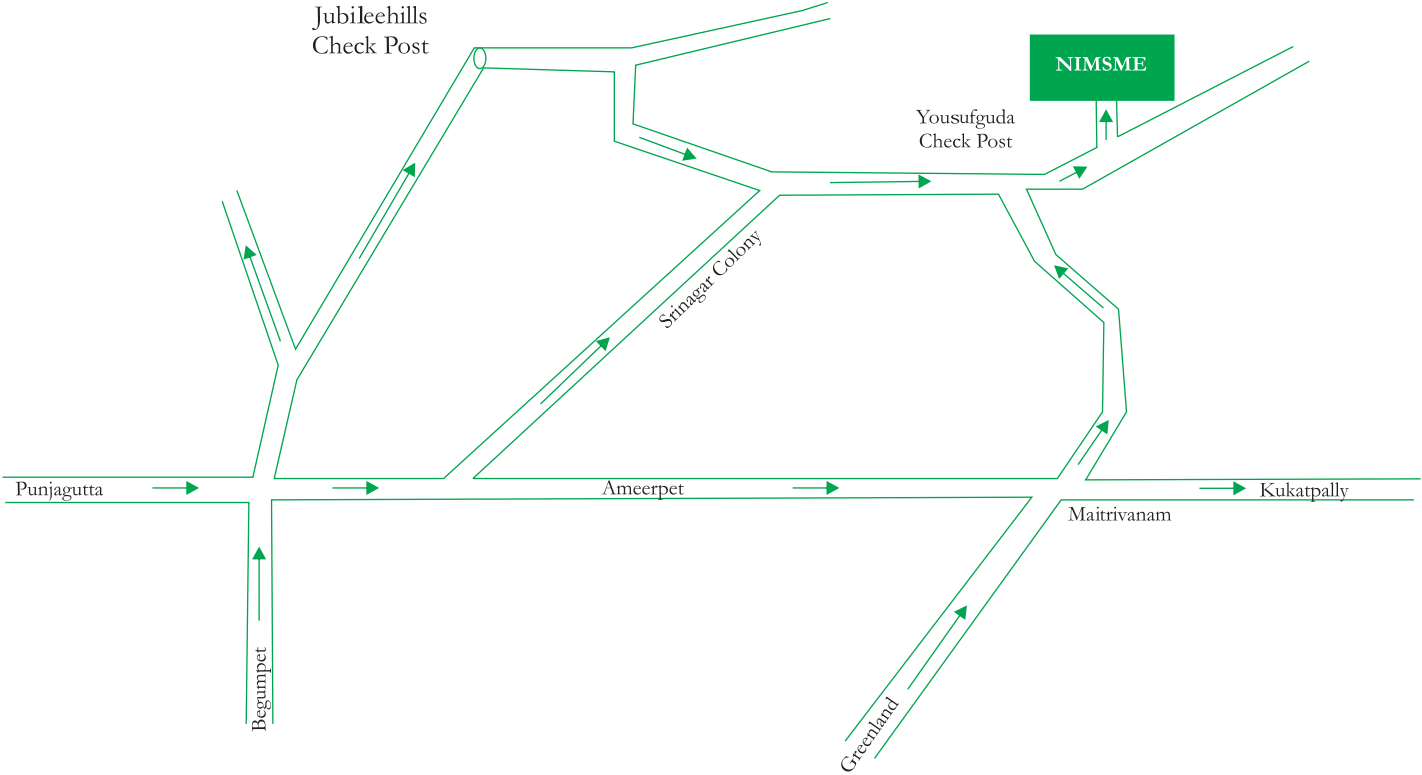 Jubileehills
Check Post
NIMSME
Yousufguda
Check Post
Srinagar Colony
Punjagutta
Ameerpet
Kukatpally
Maitrivanam
Begumpet
Greenland